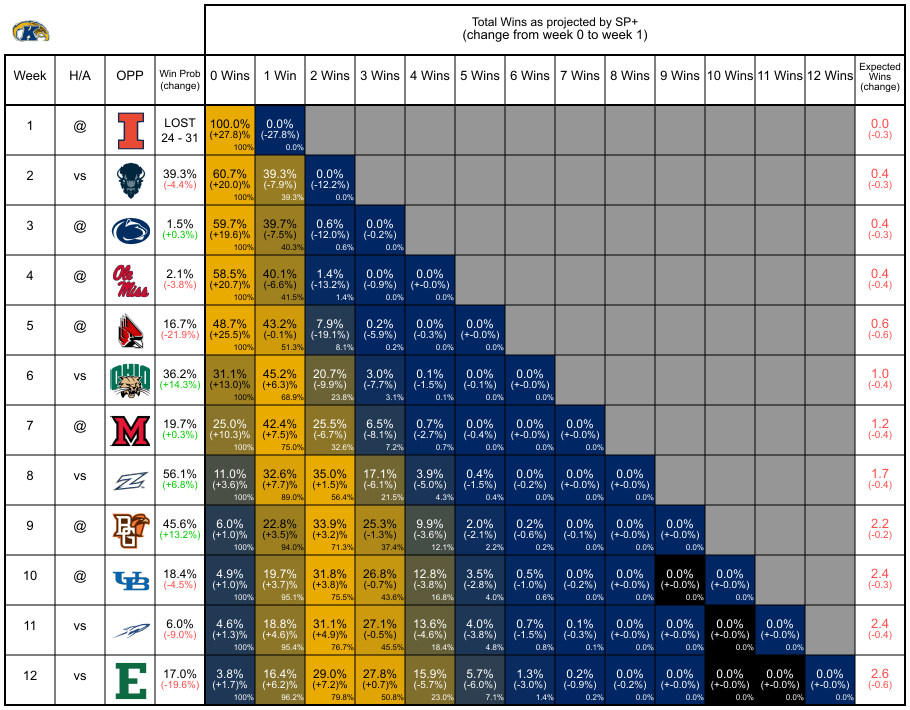 K
Total Wins as projected by SP+
(change from week 0 to week 1)
Week H/A OPP Win Prob (change) 0 Wins 1 Win 2 Wins 3 Wins 4 Wins 5 Wins 6 Wins 7 Wins 8 Wins 9 Wins 10 Wins 11 Wins 12 Wins Expected Wins (change)
1 @ I LOST 100.0% 0.0% 0.0
24 - 31 (+27.8)% (-27.8%) (-0.3)
100% 0.0%
2 vs 39.3% 60.7% 39.3% 0.0% 0.4
(-4.4%) (+20.0)% (-7.9%) (-12.2%) (-0.3)
100% 39.3% 0.0%
3 @ 1.5% 59.7% 39.7% 0.6% 0.0% 0.4
(+0.3%) (+19.6)% (-7.5%) (-12.0%) (-0.2%) (-0.3)
100% 40.3% 0.6% 0.0%
4 @ Ole Miss 2.1% 58.5% 40.1% 1.4% 0.0% 0.0% 0.4
(-3.8%) (+20.7)% (-6.6%) (-13.2%) (-0.9%) (+-0.0%) (-0.4)
100% 41.5% 1.4% 0.0% 0.0%
5 @ 16.7% 48.7% 43.2% 7.9% 0.2% 0.0% 0.0% 0.6
(-21.9%) (+25.5)% (-0.1%) (-19.1%) (-5.9%) (-0.3%) (+-0.0%) (-0.6)
100% 51.3% 8.1% 0.2% 0.0% 0.0%
6 vs OHIO 36.2% 31.1% 45.2% 20.7% 3.0% 0.1% 0.0% 0.0% 1.0
(+14.3%) (+13.0)% (+6.3%) (-9.9%) (-7.7%) (-1.5%) (-0.1%) (+-0.0%) (-0.4)
100% 68.9% 23.8% 3.1% 0.1% 0.0% 0.0%
7 @ M 19.7% 25.0% 42.4% 25.5% 6.5% 0.7% 0.0% 0.0% 0.0% 1.2
(+0.3%) (+10.3)% (+7.5%) (-6.7%) (-8.1%) (-2.7%) (-0.4%) (+-0.0%) (+-0.0%) (-0.4)
100% 75.0% 32.6% 7.2% 0.7% 0.0% 0.0% 0.0%
8 vs 56.1% 11.0% 32.6% 35.0% 17.1% 3.9% 0.4% 0.0% 0.0% 0.0% 1.7
(+6.8%) (+3.6)% (+7.7%) (+1.5%) (-6.1%) (-5.0%) (-1.5%) (-0.2%) (+-0.0%) (+-0.0%) (-0.4)
100% 89.0% 56.4% 21.5% 4.3% 0.4% 0.0% 0.0% 0.0%
9 @ BG 45.6% 6.0% 22.8% 33.9% 25.3% 9.9% 2.0% 0.2% 0.0% 0.0% 0.0% 2.2
(+13.2%) (+1.0)% (+3.5%) (+3.2%) (-1.3%) (-3.6%) (-2.1%) (-0.6%) (-0.1%) (+-0.0%) (+-0.0%) (-0.2)
100% 94.0% 71.3% 37.4% 12.1% 2.2% 0.2% 0.0% 0.0% 0.0%
10 @ UB 18.4% 4.9% 19.7% 31.8% 26.8% 12.8% 3.5% 0.5% 0.0% 0.0% 0.0% 0.0% 2.4
(-4.5%) (+1.0)% (+3.7%) (+3.8%) (-0.7%) (-3.8%) (-2.8%) (-1.0%) (-0.2%) (+-0.0%) (+-0.0%) (+-0.0%) (-0.3)
100% 95.1% 75.5% 43.6% 16.8% 4.0% 0.6% 0.0% 0.0% 0.0% 0.0%
11 vs 6.0% 4.6% 18.8% 31.1% 27.1% 13.6% 4.0% 0.7% 0.1% 0.0% 0.0% 0.0% 0.0% 2.4
(-9.0%) (+1.3)% (+4.6%) (+4.9%) (-0.5%) (-4.6%) (-3.8%) (-1.5%) (-0.3%) (+-0.0%) (+-0.0%) (+-0.0%) (+-0.0%) (-0.4)
100% 95.4% 76.7% 45.5% 18.4% 4.8% 0.8% 0.1% 0.0% 0.0% 0.0% 0.0%
12 vs E 17.0% 3.8% 16.4% 29.0% 27.8% 15.9% 5.7% 1.3% 0.2% 0.0% 0.0% 0.0% 0.0% 0.0% 2.6
(-19.6%) (+1.7)% (+6.2%) (+7.2%) (+0.7%) (-5.7%) (-6.0%) (-3.0%) (-0.9%) (-0.2%) (+-0.0%) (+-0.0%) (+-0.0%) (+-0.0%) (-0.6)
100% 96.2% 79.8% 50.8% 23.0% 7.1% 1.4% 0.2% 0.0% 0.0% 0.0% 0.0% 0.0%